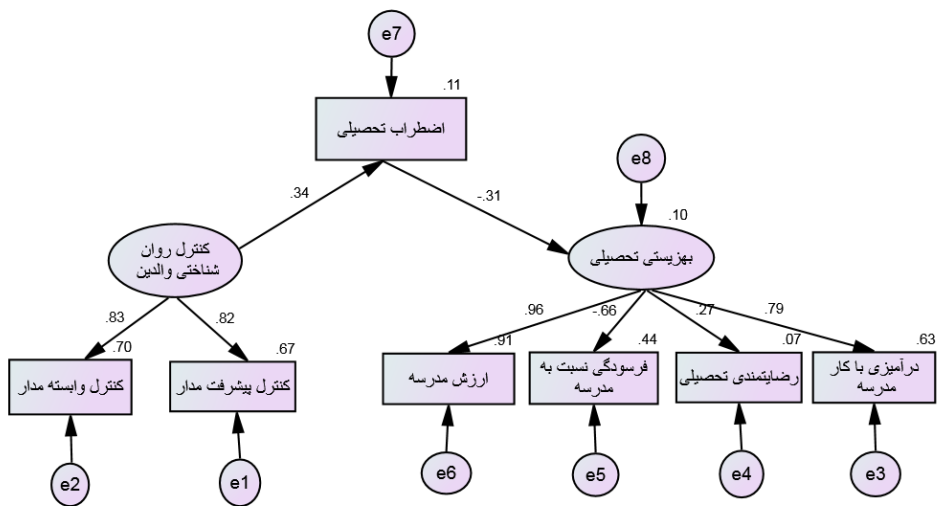 e7
.11
اضطراب تحصیلی
e8
.34
-.31
.10
کنترل روان
شناختی والدین
بهزیستی تحصیلی
.83
.82
.96
-.66
.27
.79
.70
.67
.91
.44
.07
.63
کنترل وابسته مدار
کنترل پیشرفت مدار
ارزش مدرسه
فرسودگی نسبت به
مدرسه
رضایتمندی تحصیلی
درآمیزی با کار
مدرسه
e2
e1
e6
e5
e4
e3